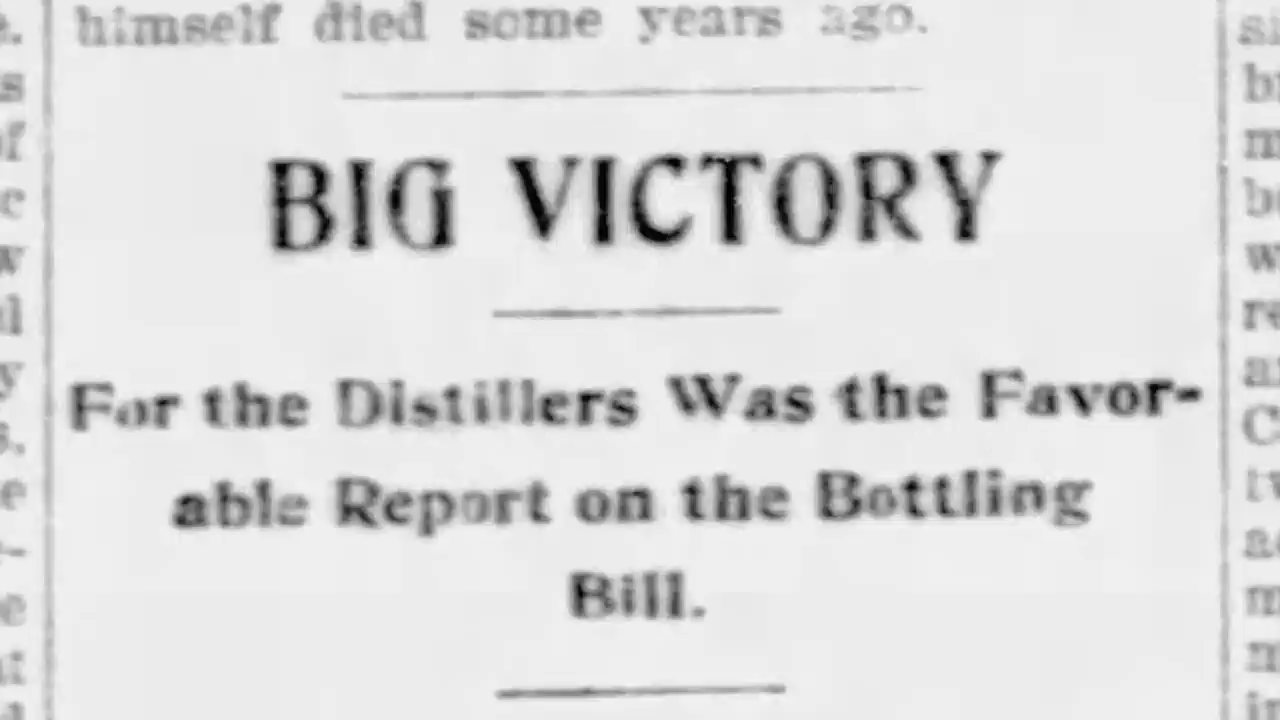 himself died some years ago.
BIG VICTORY
For the Distillers Was the Favor-
able Report on the Bottling
Bill.